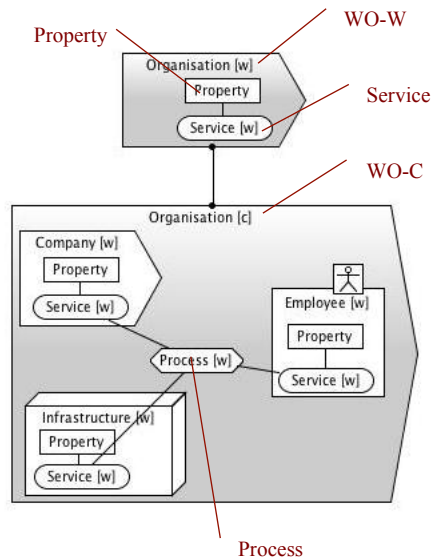 WO-W
Property
Organisation [w]
Property
Service
Service [w]
WO-C
Organisation [c]
Company [w]
Property
Service [w]
Employee [w]
Property
Process [w]
Service [w]
Infrastructure [w]
Property
Service [w]
Process